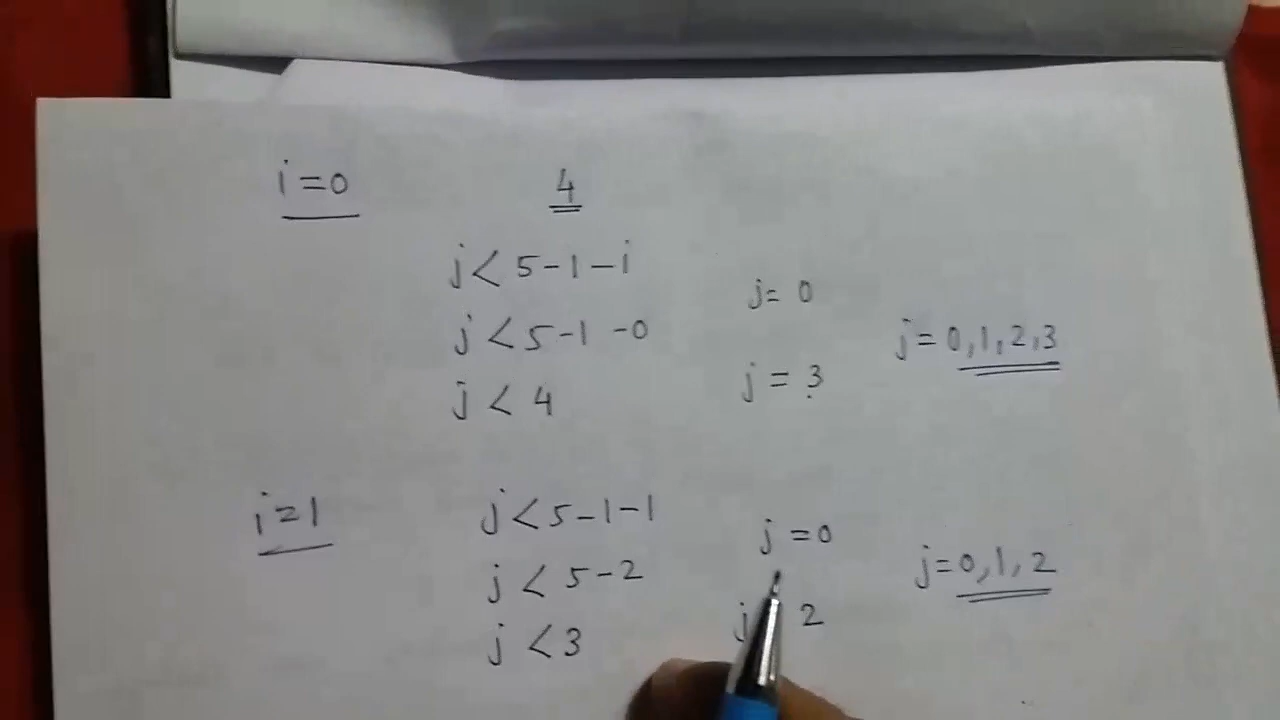 i=0 4
j < 5-1-i
j= 0
j < 5-1 -0
j= 0,1,2,3
j = 3
j < 4
i=1
j < 5-1-1
j =0
j=0,1,2
j < 5-2
j 2
j < 3